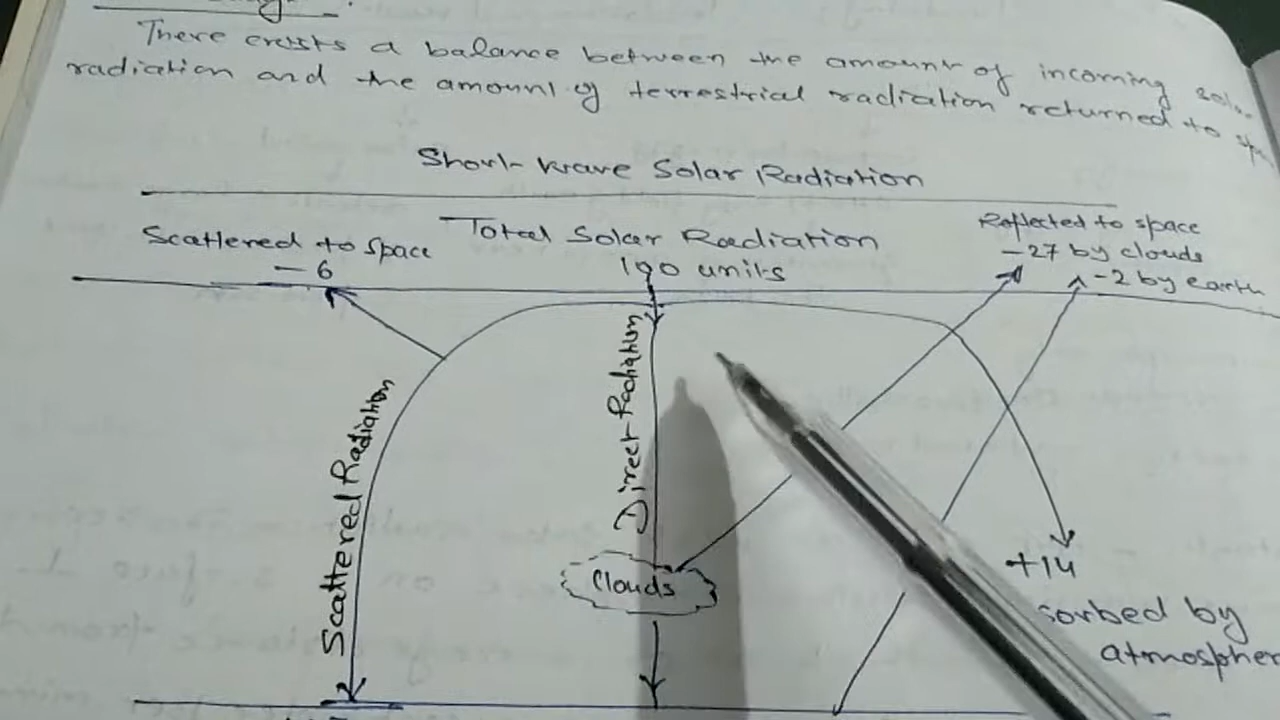 There exists a balance between the amount of incoming
radiation and the amount of terrestrial radiation returned to
Short-Wave Solar Radiation
Scattered to space
- 6
Total Solar Radiation
100 units
Reflected to space
-27 by clouds
-2 by earth
Scattered Radiation
Direct Radiation
Clouds
+14
sorbed by
atmospher